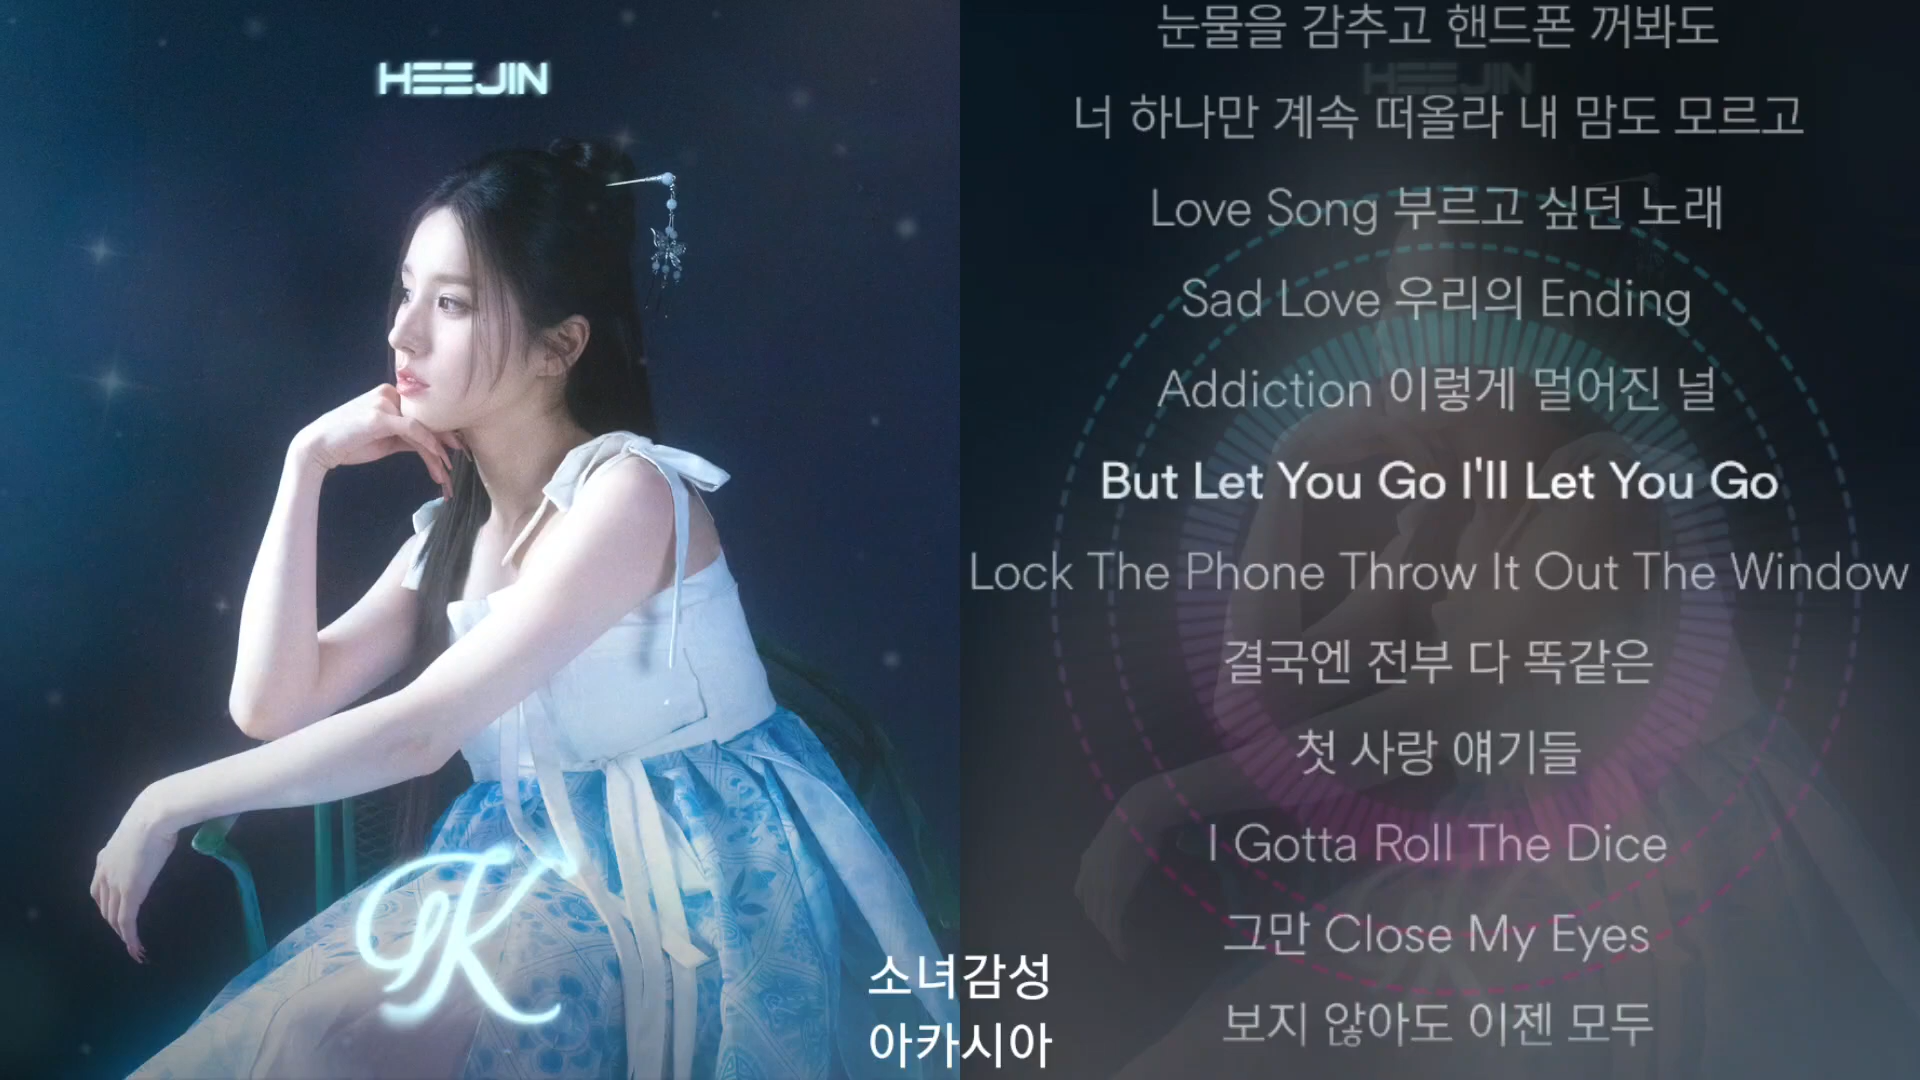 HEEJIN
K
소녀감성
아카시아
눈물을 감추고 핸드폰 꺼봐도
HEEJIN
너 하나만 계속 떠올라 내 맘도 모르고
Love Song 부르고 싶던 노래
Sad Love 우리의 Ending
Addiction 이렇게 멀어진 널
But Let You Go I'll Let You Go
Lock The Phone Throw It Out The Window
결국엔 전부 다 똑같은
첫 사랑 얘기들
I Gotta Roll The Dice
그만 Close My Eyes
보지 않아도 이젠 모두